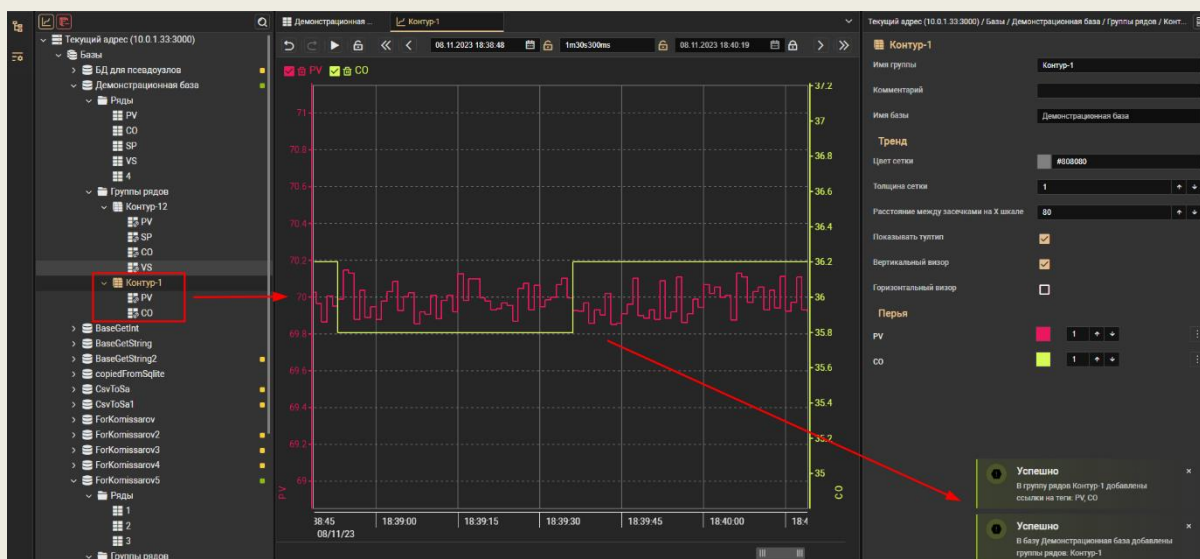 Текущий адрес (10.0.1.33:3000)
Базы
БД для псевдоузлов
Демонстрационная база
Ряды
PV
CO
SP
VS
4
Группы рядов
Контур-12
PV
SP
CO
VS
Контур-1
PV
CO
BaseGetInt
BaseGetString
BaseGetString2
copiedFromSqlite
CsvToSa
CsvToSa1
ForKomissarov
ForKomissarov2
ForKomissarov3
ForKomissarov4
ForKomissarov5
Ряды
1
2
3
Группы рядов
Демонстрационная ... Контур-1
08.11.2023 18:38:48 1m30s300ms 08.11.2023 18:40:19
PV CO
71
70.8
70.6
70.4
70.2
70
69.8
69.6
69.4
69.2
69
PV
37.2
37
36.8
36.6
36.4
36.2
36
35.8
35.6
35.4
35.2
35
CO
38:45 18:39:00 18:39:15 18:39:30 18:39:45 18:40:00 18:4
08/11/23
Текущий адрес (10.0.1.33:3000) / Базы / Демонстрационная база / Группы рядов / Конт...
Контур-1
Имя группы Контур-1
Комментарий
Имя базы Демонстрационная база
Тренд
Цвет сетки #808080
Толщина сетки 1
Расстояние между засечками на X шкале 80
Показывать тултип
Вертикальный визор
Горизонтальный визор
Перья
PV 1
CO 1
Успешно
В группу рядов Контур-1 добавлены
ссылки на теги: PV, CO
Успешно
В базу Демонстрационная база добавлены
группы рядов: Контур-1